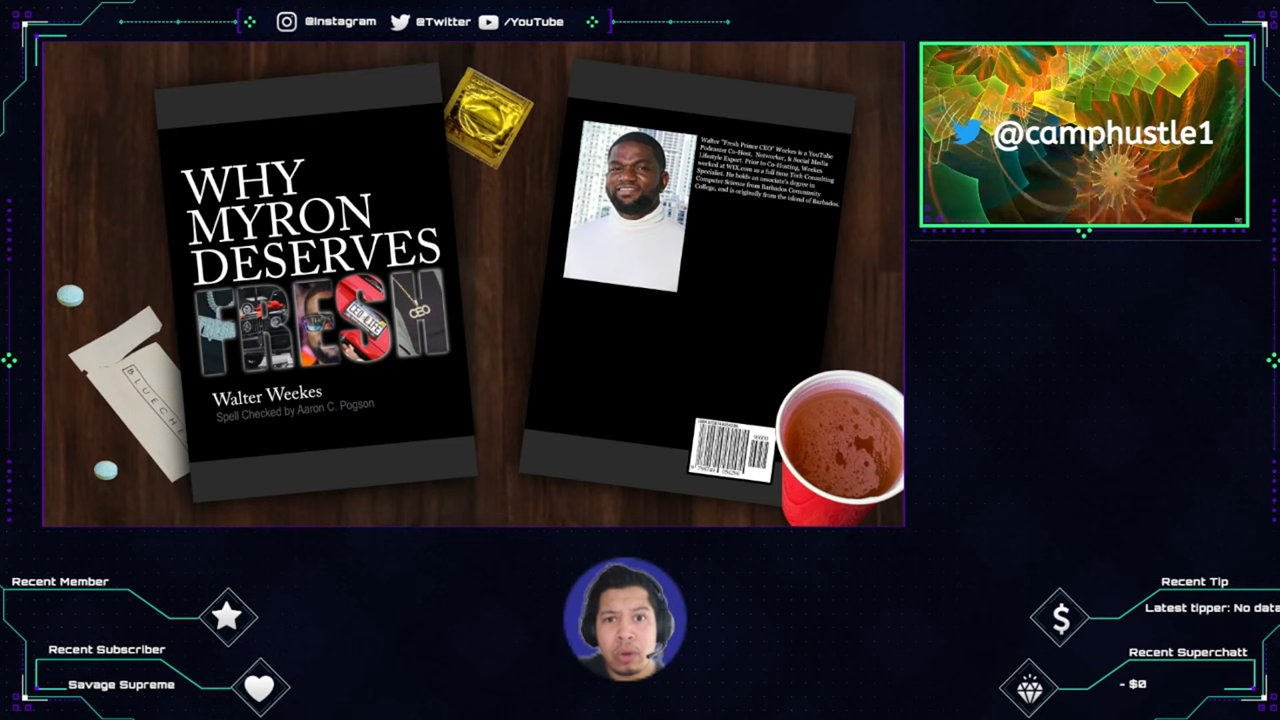 @Instagram @Twitter /YouTube
@camphustle1
WHY
MYRON
DESERVES
FRESH
Walter Weekes
Spell Checked by Aaron C. Pogson
Walter "Fresh Prince CEO" Weekes is a YouTube
Podcaster Co-Host, Networker, & Social Media
Lifestyle Expert. Prior to Co-Hosting, Weekes
worked at WIX.com as a full time Tech Consulting
Specialist. He holds an associate's degree in
Computer Science from Barbados Community
College, and is originally from the island of Barbados.
90000
CEO
Recent Member
Recent Subscriber
Savage Supreme
Recent Tip
Latest tipper: No data
Recent Superchatt
- $0